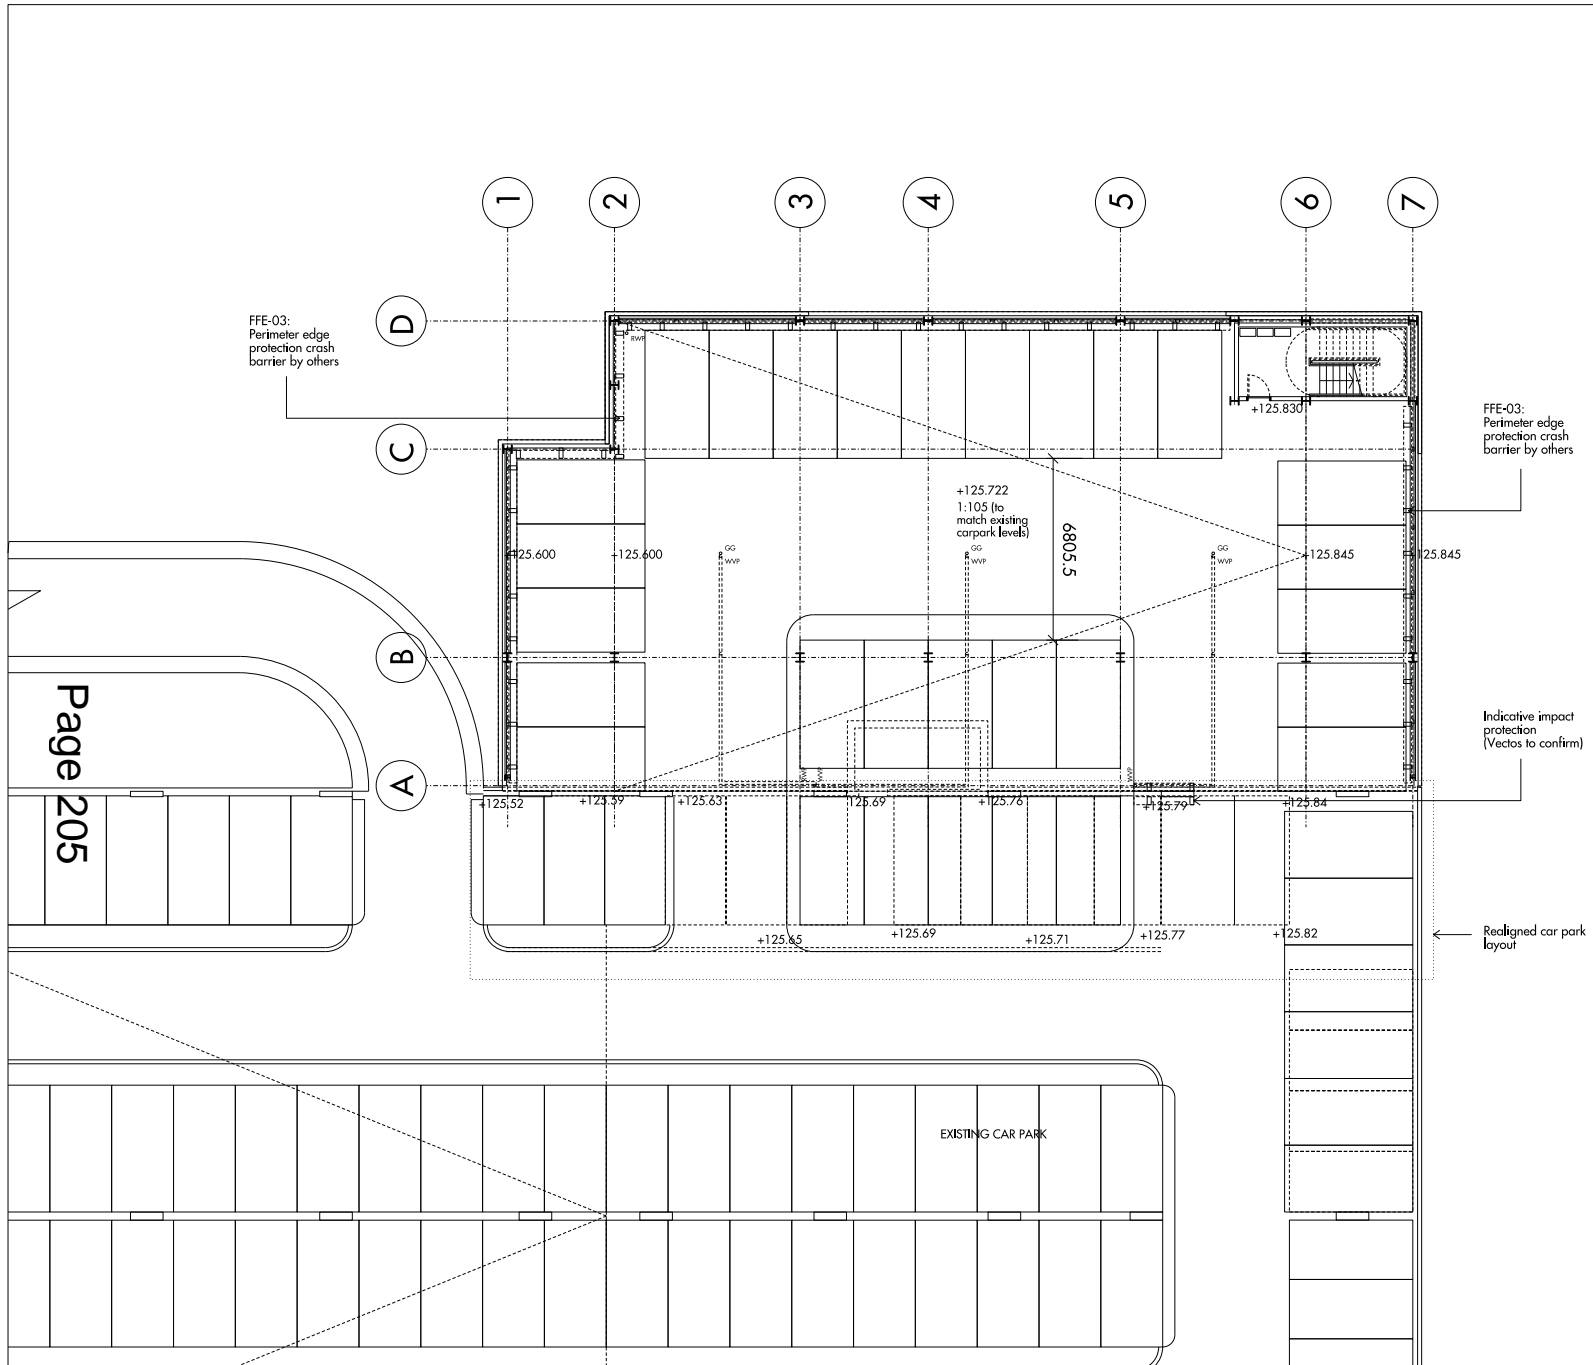 1
2
3
4
5
6
7
D
FFE-03:
Perimeter edge
protection crash
barrier by others
RWP
+125.830
FFE-03:
Perimeter edge
protection crash
barrier by others
C
+125.722
1:105 (to
match existing
carpark levels)
6805.5
+125.600
+125.600
GG
WVP
GG
WVP
GG
WVP
+125.845
+125.845
B
Page 205
Indicative impact
protection
(Vectos to confirm)
A
WVP
WVP
WVP
+125.52
+125.59
+125.63
+125.69
+125.76
+125.79
+125.84
+125.65
+125.69
+125.71
+125.77
+125.82
Realigned car park
layout
EXISTING CAR PARK